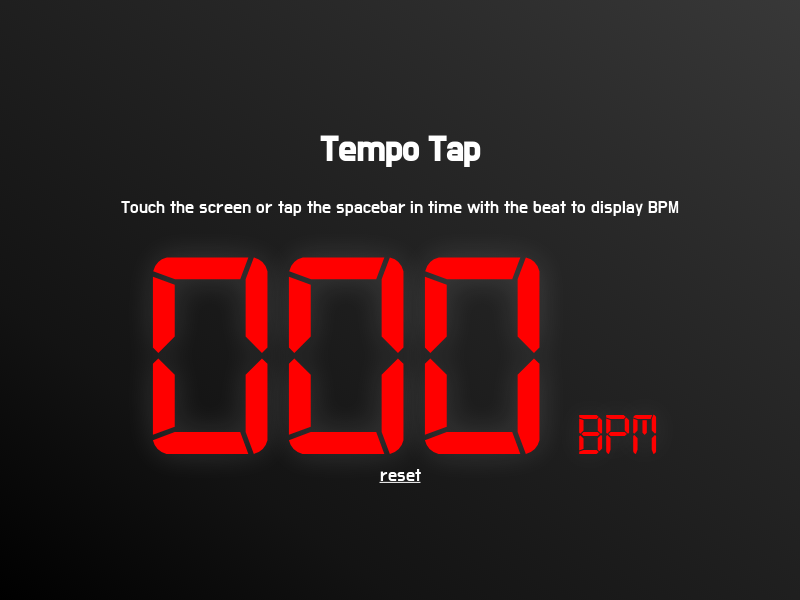 Tempo Tap
Touch the screen or tap the spacebar in time with the beat to display BPM
000 BPM
reset